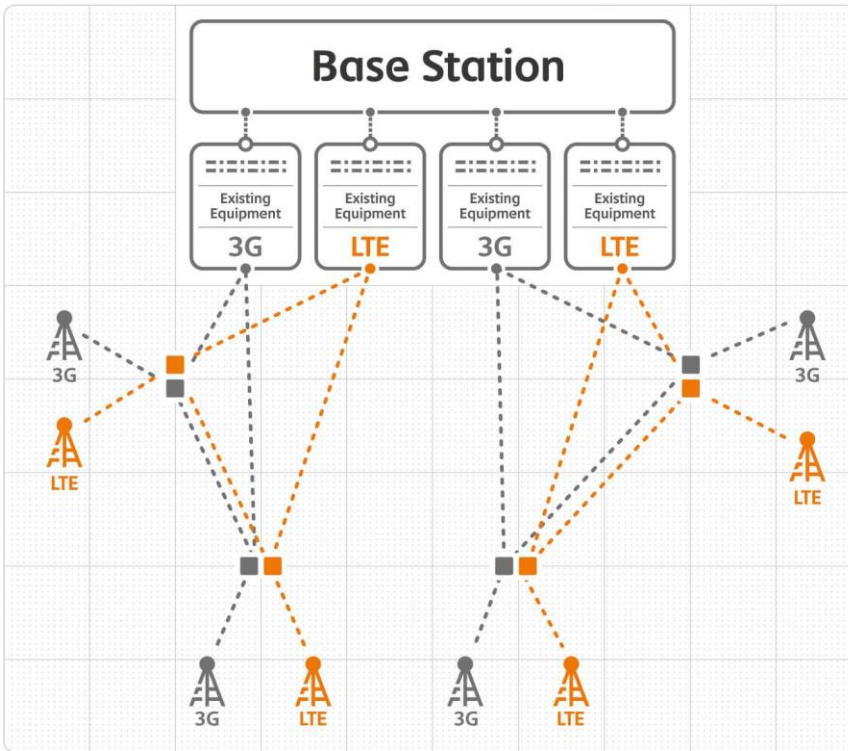 Base Station
Existing
Equipment
3G
Existing
Equipment
LTE
Existing
Equipment
3G
Existing
Equipment
LTE
3G
3G
LTE
LTE
3G
LTE
3G
LTE